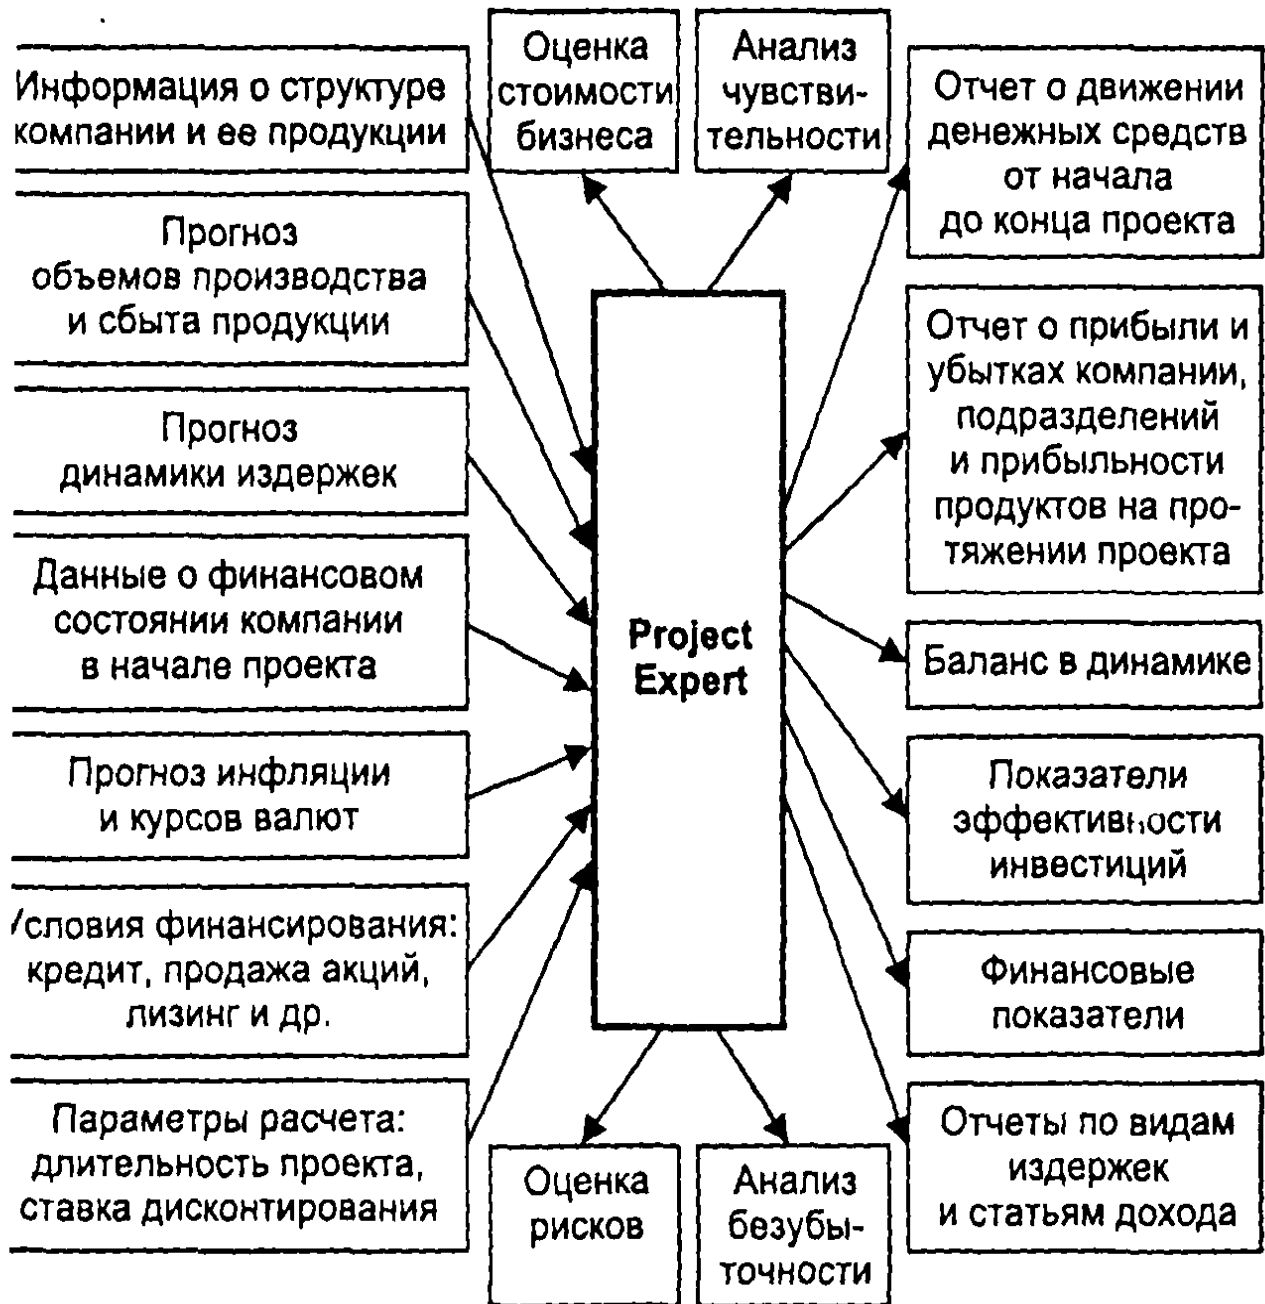 Оценка
стоимости
бизнеса
Анализ
чувстви-
тельности
Информация о структуре
компании и ее продукции
Прогноз
объемов производства
и сбыта продукции
Прогноз
динамики издержек
Данные о финансовом
состоянии компании
в начале проекта
Прогноз инфляции
и курсов валют
Условия финансирования:
кредит, продажа акций,
лизинг и др.
Параметры расчета:
длительность проекта,
ставка дисконтирования
Project
Expert
Отчет о движении
денежных средств
от начала
до конца проекта
Отчет о прибыли и
убытках компании,
подразделений
и прибыльности
продуктов на про-
тяжении проекта
Баланс в динамике
Показатели
эффективности
инвестиций
Финансовые
показатели
Отчеты по видам
издержек
и статьям дохода
Оценка
рисков
Анализ
безубы-
точности